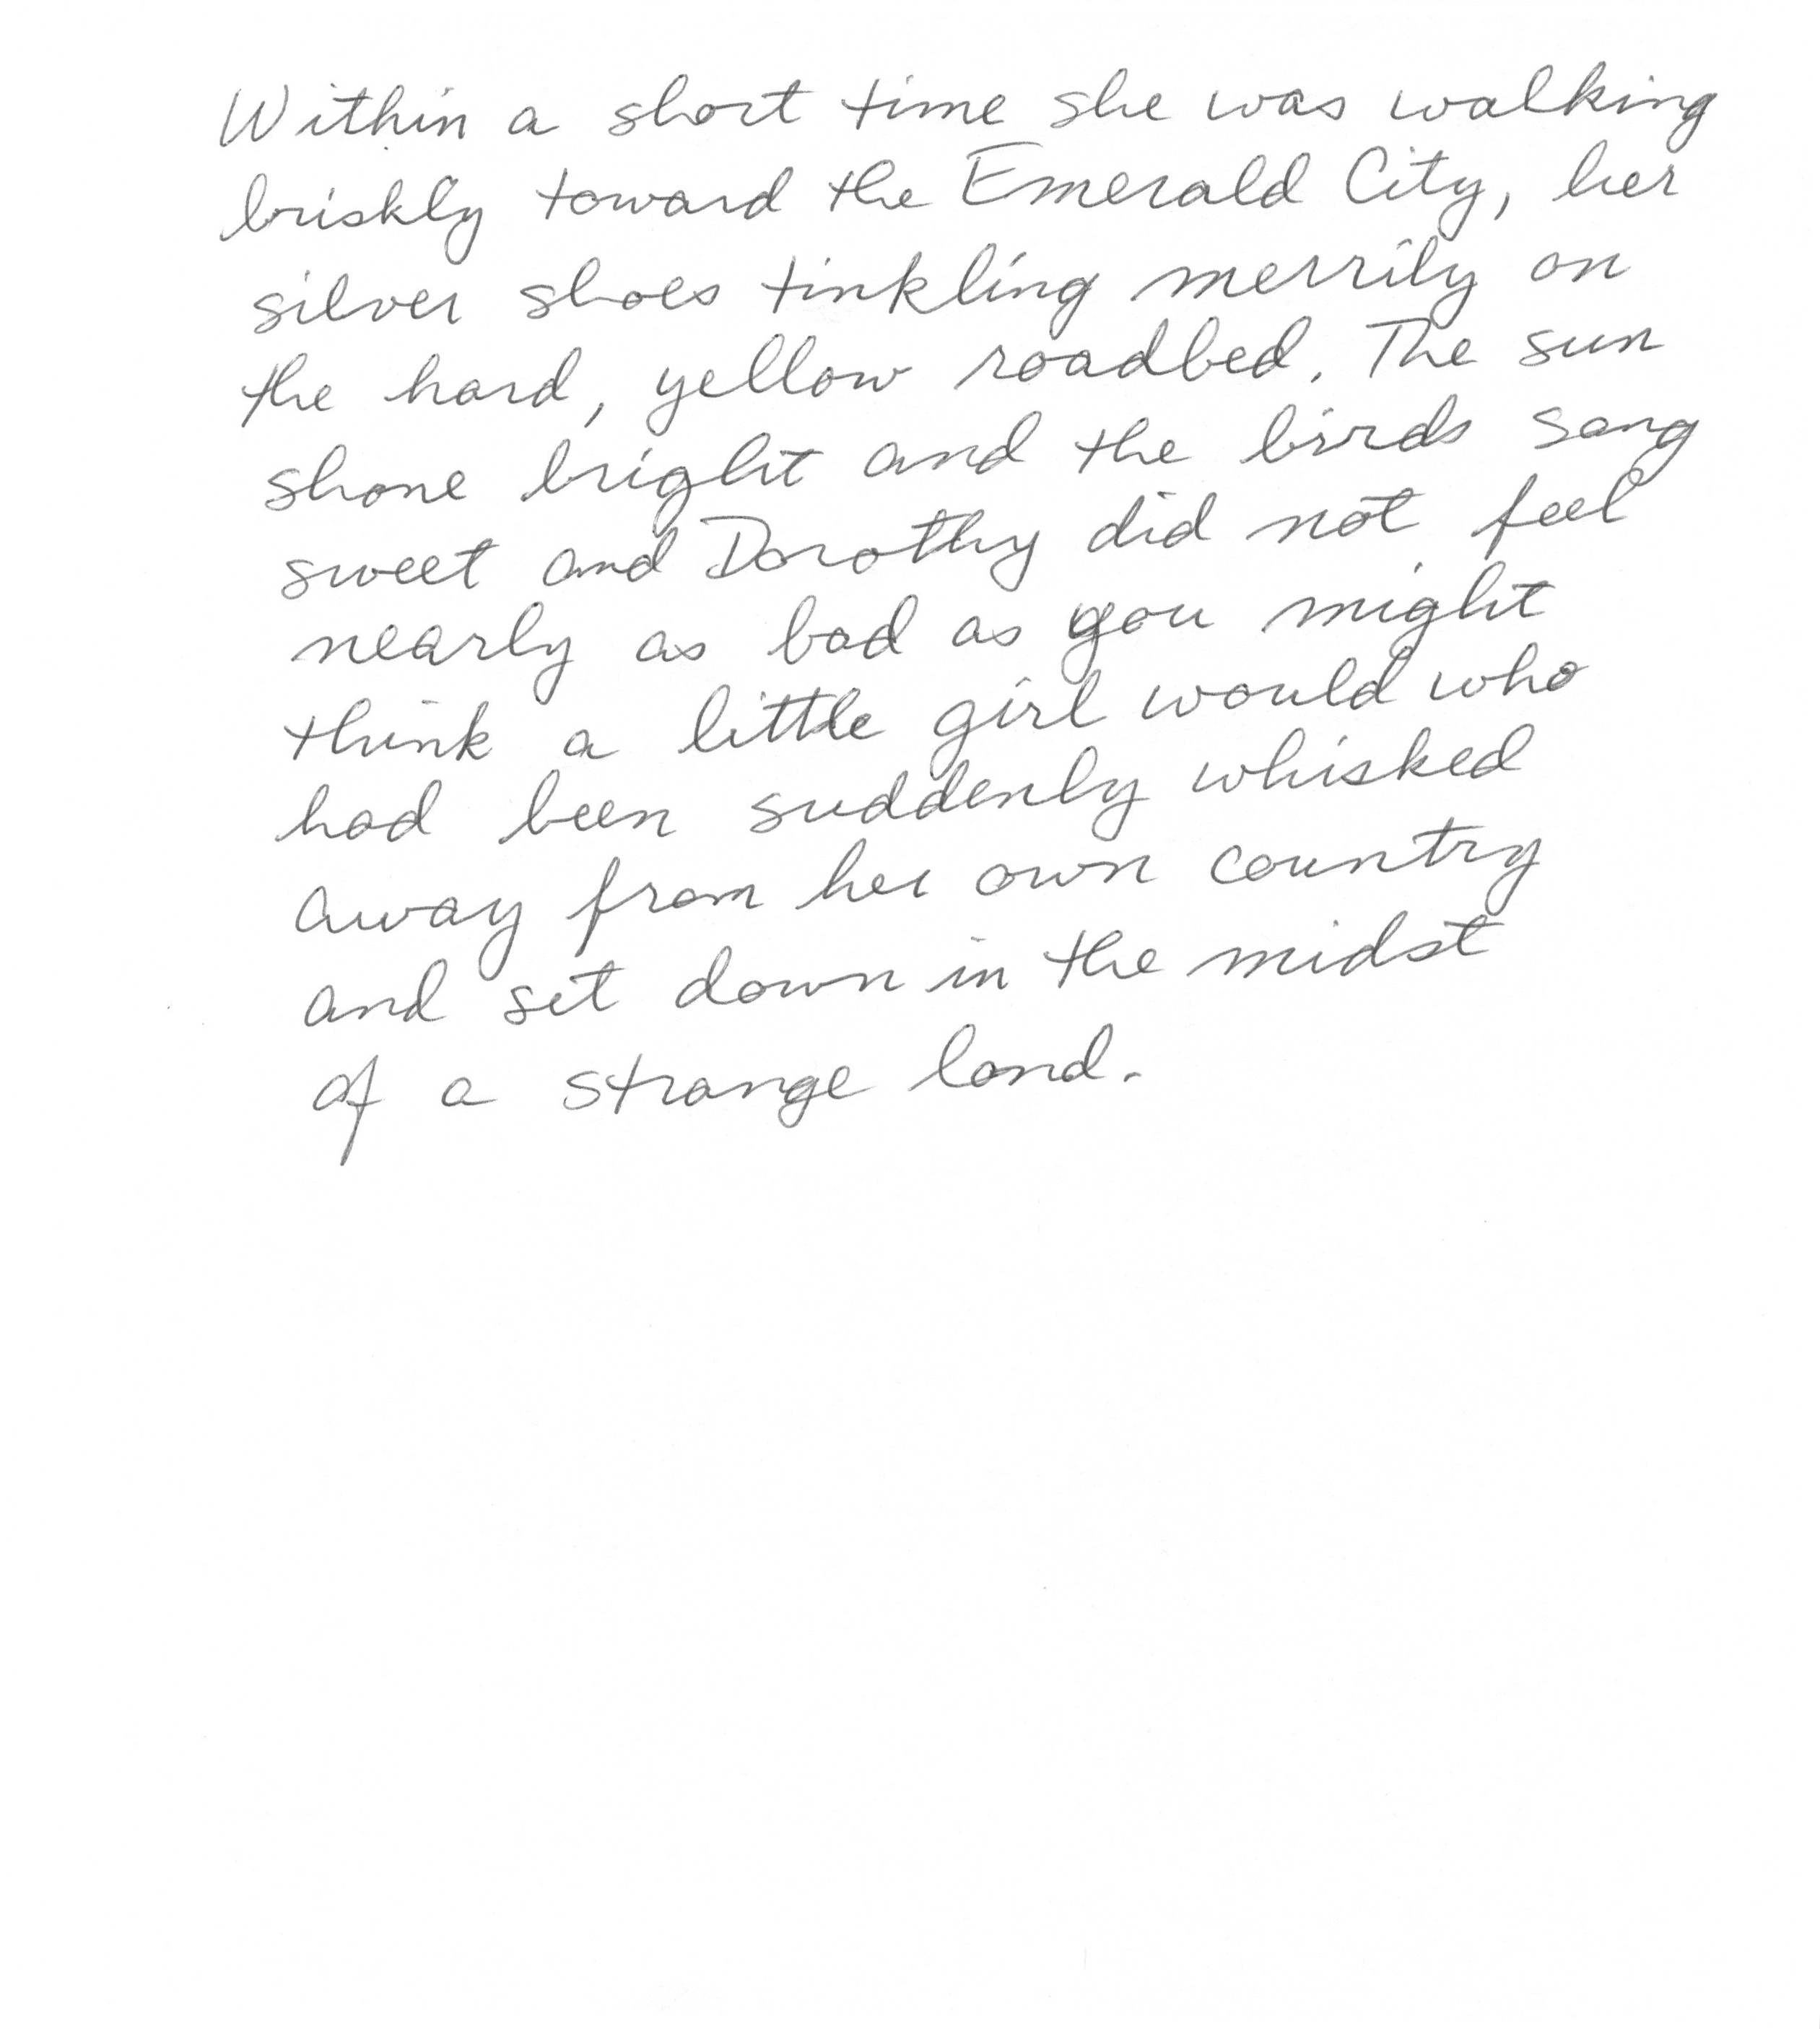 Within a short time she was walking
briskly toward the Emerald City, her
silver shoes tinkling merrily on
the hard, yellow roadbed. The sun
shone bright and the birds sang
sweet and Dorothy did not feel
nearly as bad as you might
think a little girl would who
had been suddenly whisked
away from her own country
and set down in the midst
of a strange land.